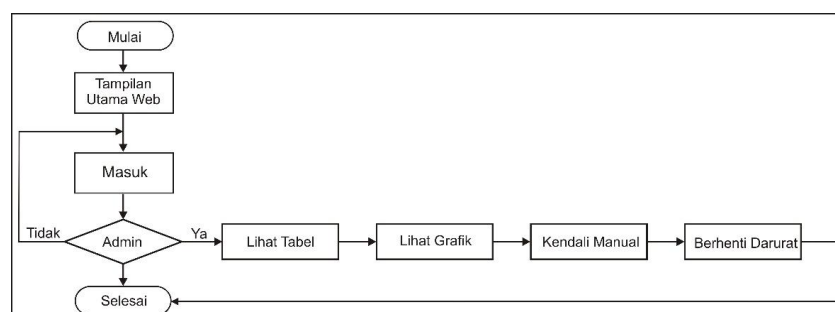 Mulai
Tampilan
Utama Web
Masuk
Tidak
Admin
Ya
Lihat Tabel
Lihat Grafik
Kendali Manual
Berhenti Darurat
Selesai